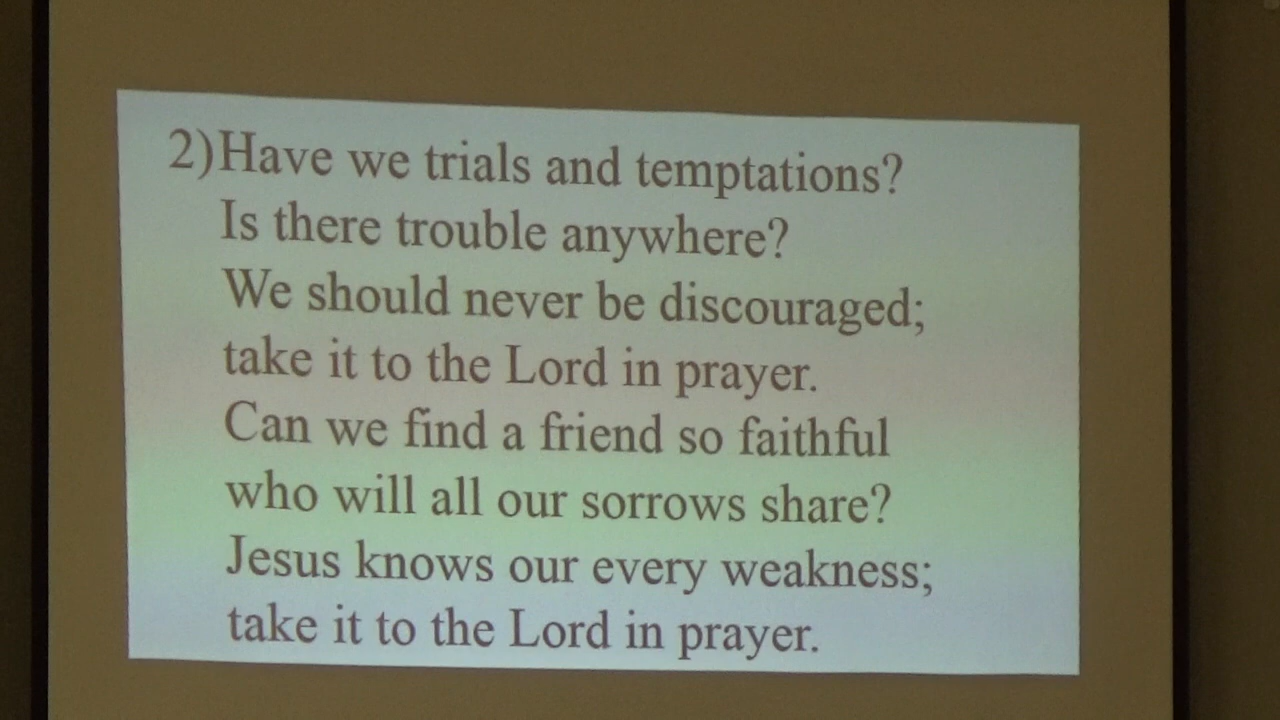 2)Have we trials and temptations?
Is there trouble anywhere?
We should never be discouraged;
take it to the Lord in prayer.
Can we find a friend so faithful
who will all our sorrows share?
Jesus knows our every weakness;
take it to the Lord in prayer.